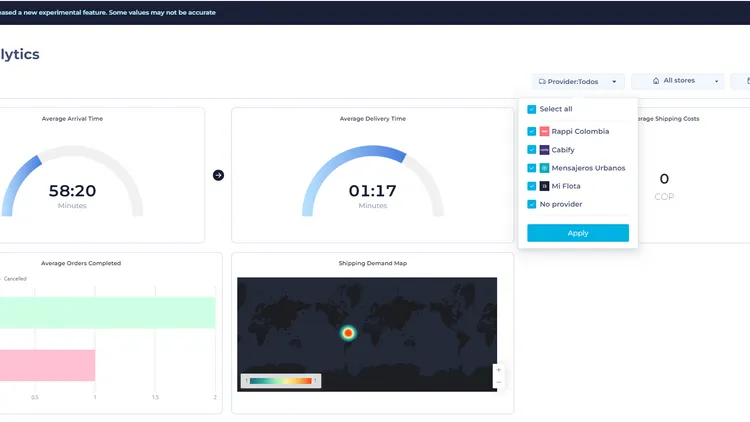 eased a new experimental feature. Some values may not be accurate
lytics
Provider:Todos
All stores
Select all
Rappi Colombia
Cabify
Mensajeros Urbanos
Mi Flota
No provider
Apply
Average Arrival Time
58:20
Minutes
Average Delivery Time
01:17
Minutes
erage Shipping Costs
0
COP
Average Orders Completed
Cancelled
0.5
1
1.5
2
Shipping Demand Map
1
1
+
−